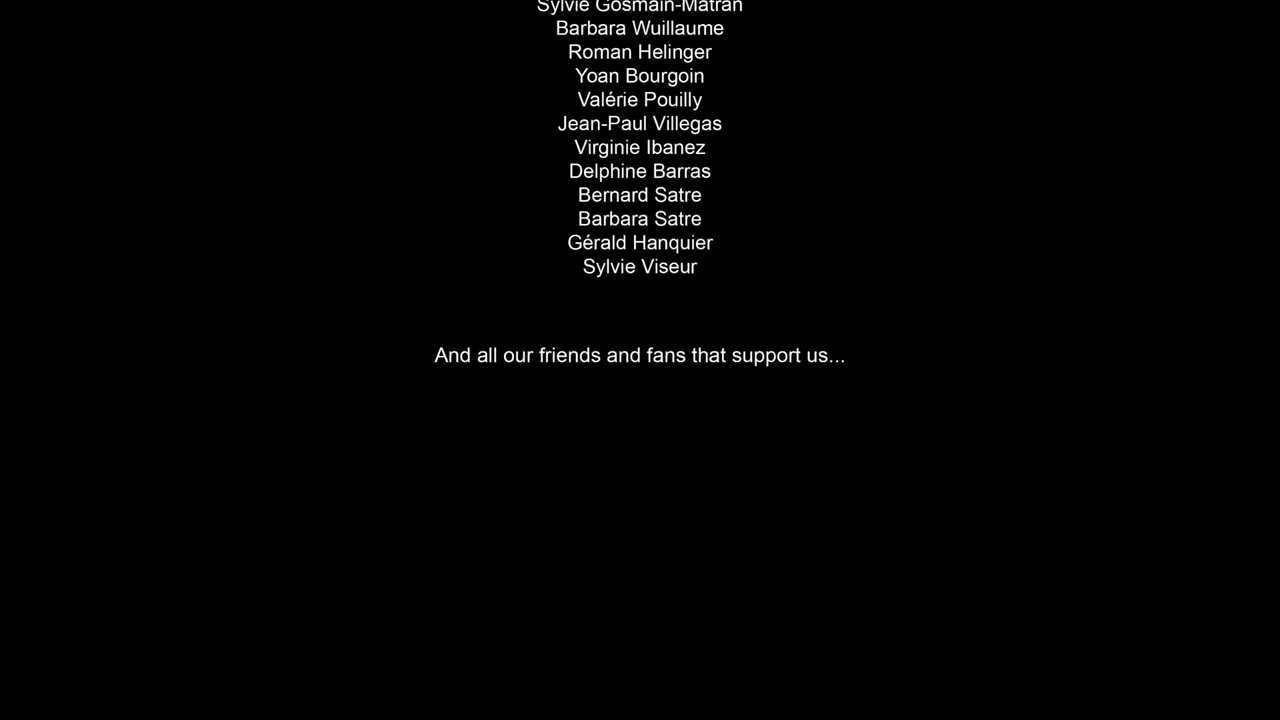 Sylvie Gosmain-Matran
Barbara Wuillaume
Roman Helinger
Yoan Bourgoin
Valérie Pouilly
Jean-Paul Villegas
Virginie Ibanez
Delphine Barras
Bernard Satre
Barbara Satre
Gérald Hanquier
Sylvie Viseur
And all our friends and fans that support us...